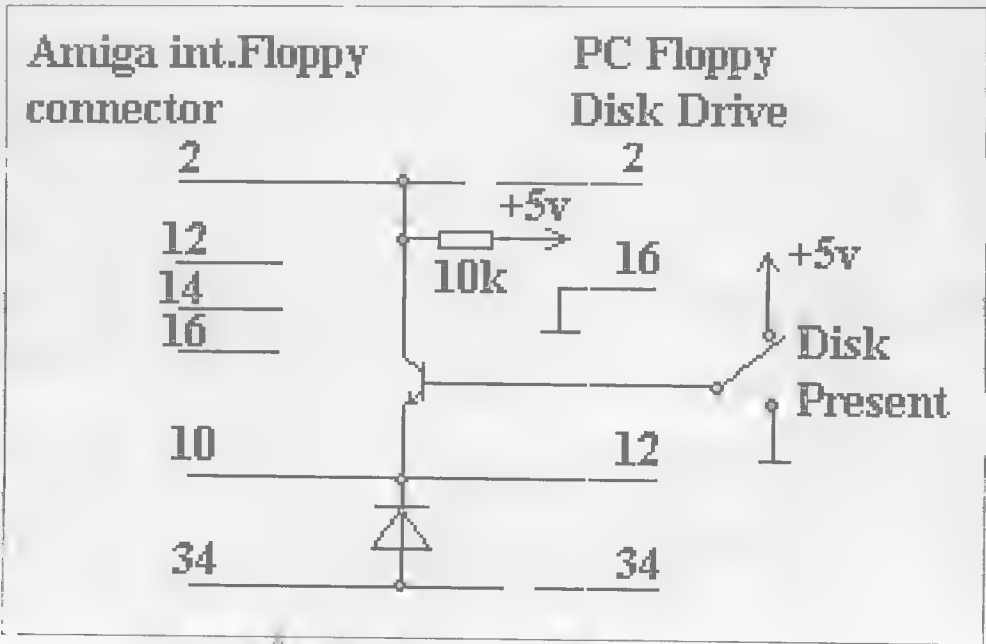 Amiga int.Floppy
connector
PC Floppy
Disk Drive
2
2
+5v
12
10k
16
+5v
14
16
Disk
Present
10
12
34
34